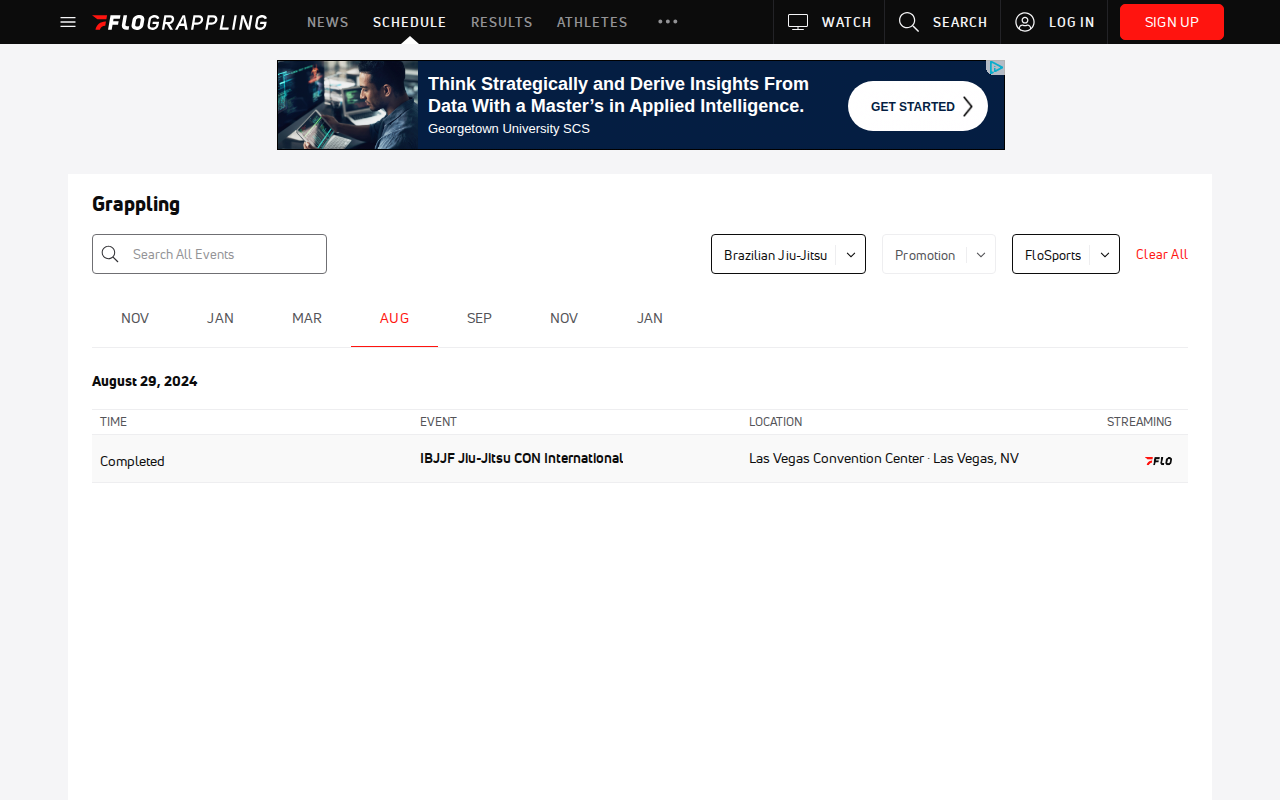 FLOGRAPPLING NEWS SCHEDULE RESULTS ATHLETES WATCH SEARCH LOG IN SIGN UP
Think Strategically and Derive Insights From
Data With a Master's in Applied Intelligence.
Georgetown University SCS
GET STARTED
Grappling
Search All Events Brazilian Jiu-Jitsu Promotion FloSports Clear All
NOV JAN MAR AUG SEP NOV JAN
August 29, 2024
TIME EVENT LOCATION STREAMING
Completed IBJJF Jiu-Jitsu CON International Las Vegas Convention Center · Las Vegas, NV FLO